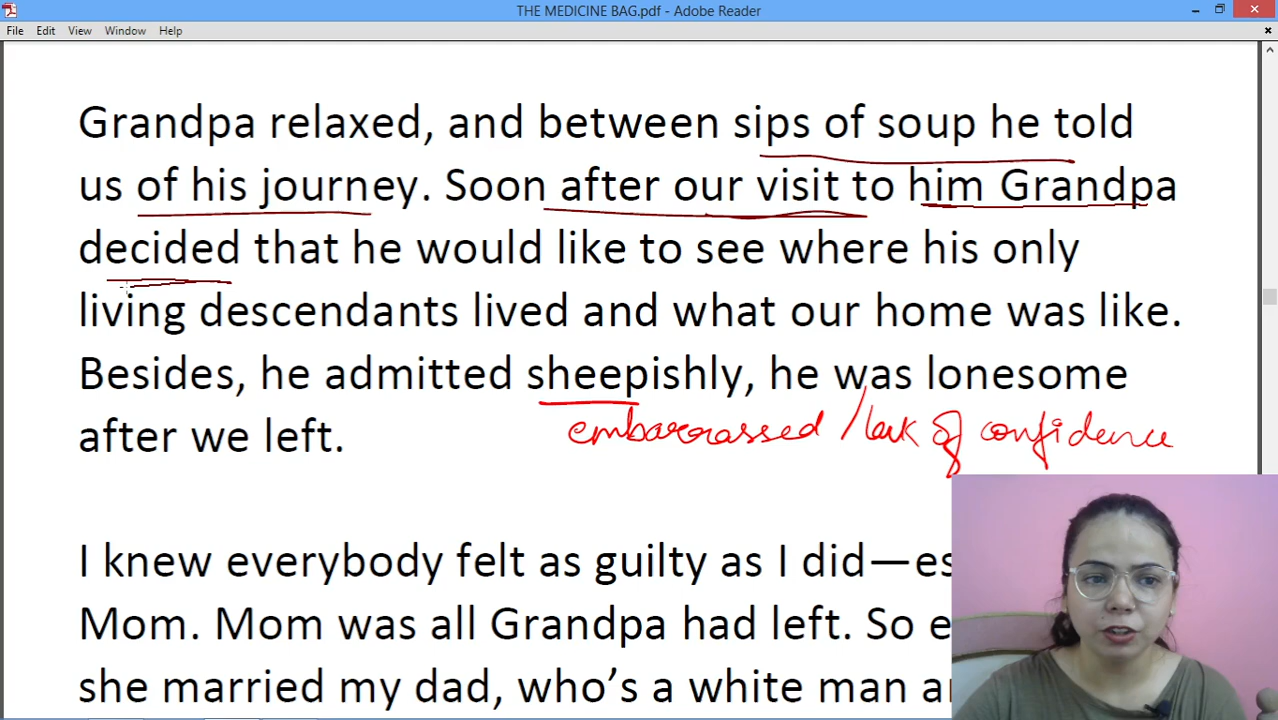 THE MEDICINE BAG.pdf - Adobe Reader
File Edit View Window Help
Grandpa relaxed, and between sips of soup he told
us of his journey. Soon after our visit to him Grandpa
decided that he would like to see where his only
living descendants lived and what our home was like.
Besides, he admitted sheepishly, he was lonesome
after we left.
embarrassed / lack of confidence
I knew everybody felt as guilty as I did—es
Mom. Mom was all Grandpa had left. So e
she married my dad, who's a white man a